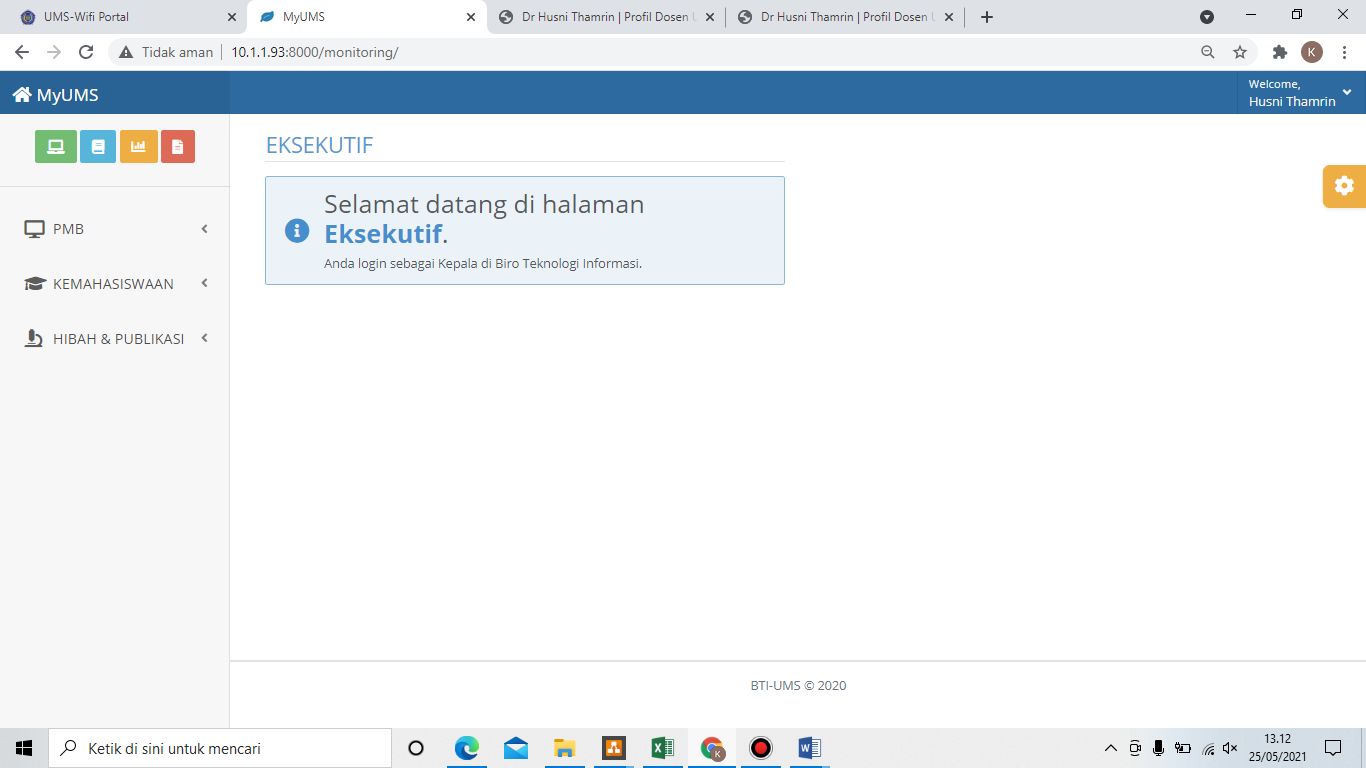 UMS-Wifi Portal
MyUMS
Dr Husni Thamrin | Profil Dosen
Dr Husni Thamrin | Profil Dosen
Tidak aman
10.1.1.93:8000/monitoring/
K
MyUMS
Welcome,
Husni Thamrin
EKSEKUTIF
Selamat datang di halaman
Eksekutif.
Anda login sebagai Kepala di Biro Teknologi Informasi.
PMB
KEMAHASISWAAN
HIBAH & PUBLIKASI
BTI-UMS © 2020
Ketik di sini untuk mencari
K
13.12
25/05/2021